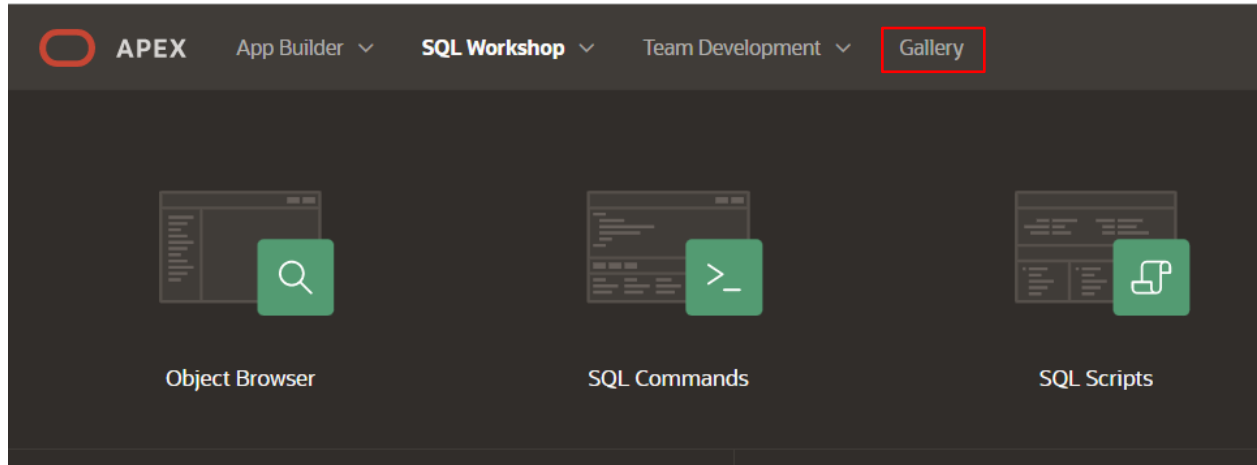 APEX App Builder SQL Workshop Team Development Gallery
>_
Object Browser SQL Commands SQL Scripts